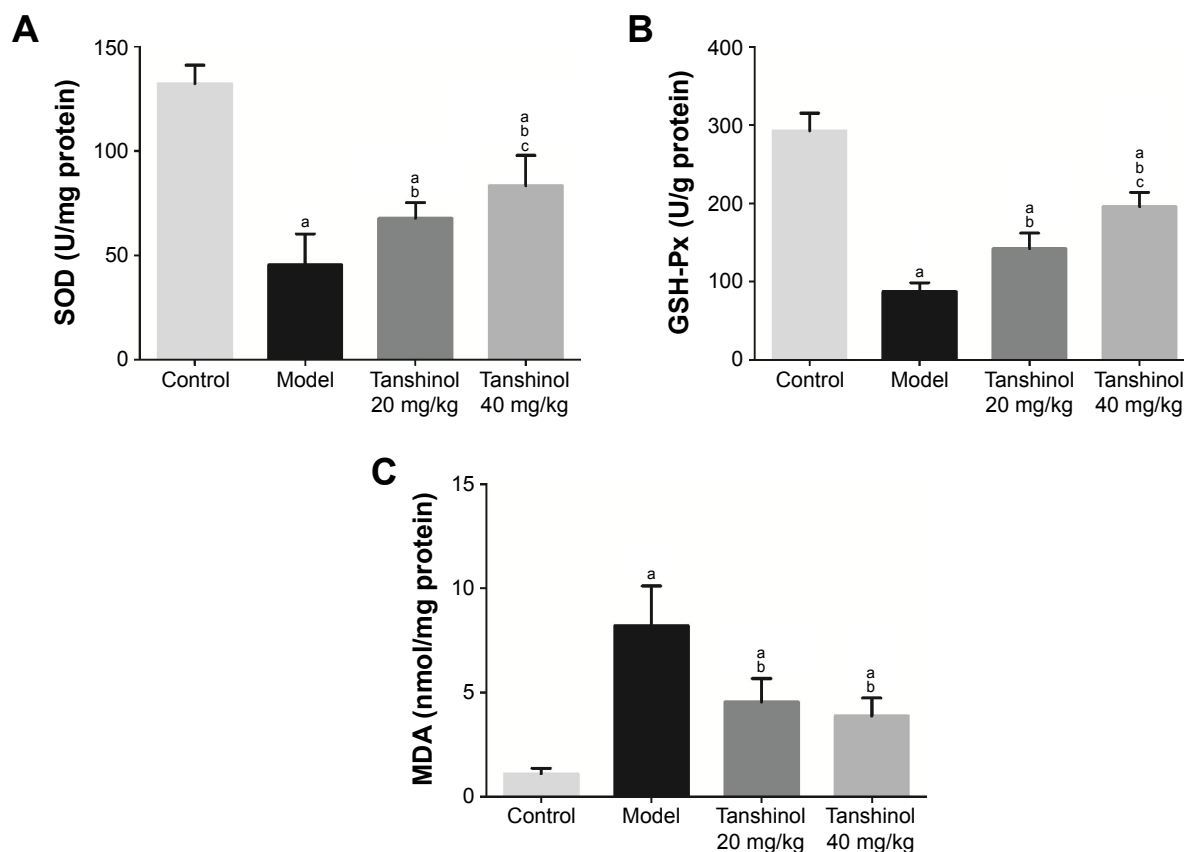 A
SOD (U/mg protein)
150
100
50
0
a
a
b
a
b
c
Control
Model
Tanshinol
20 mg/kg
Tanshinol
40 mg/kg
B
GSH-Px (U/g protein)
400
300
200
100
0
a
a
b
a
b
c
Control
Model
Tanshinol
20 mg/kg
Tanshinol
40 mg/kg
C
MDA (nmol/mg protein)
15
10
5
0
a
a
b
a
b
Control
Model
Tanshinol
20 mg/kg
Tanshinol
40 mg/kg